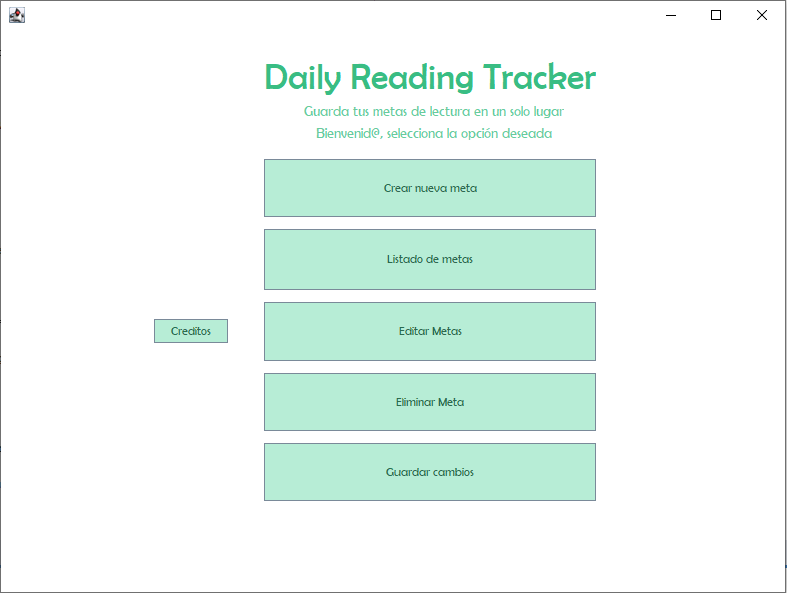 Daily Reading Tracker
Guarda tus metas de lectura en un solo lugar
Bienvenid@, selecciona la opción deseada
Crear nueva meta
Listado de metas
Creditos
Editar Metas
Eliminar Meta
Guardar cambios